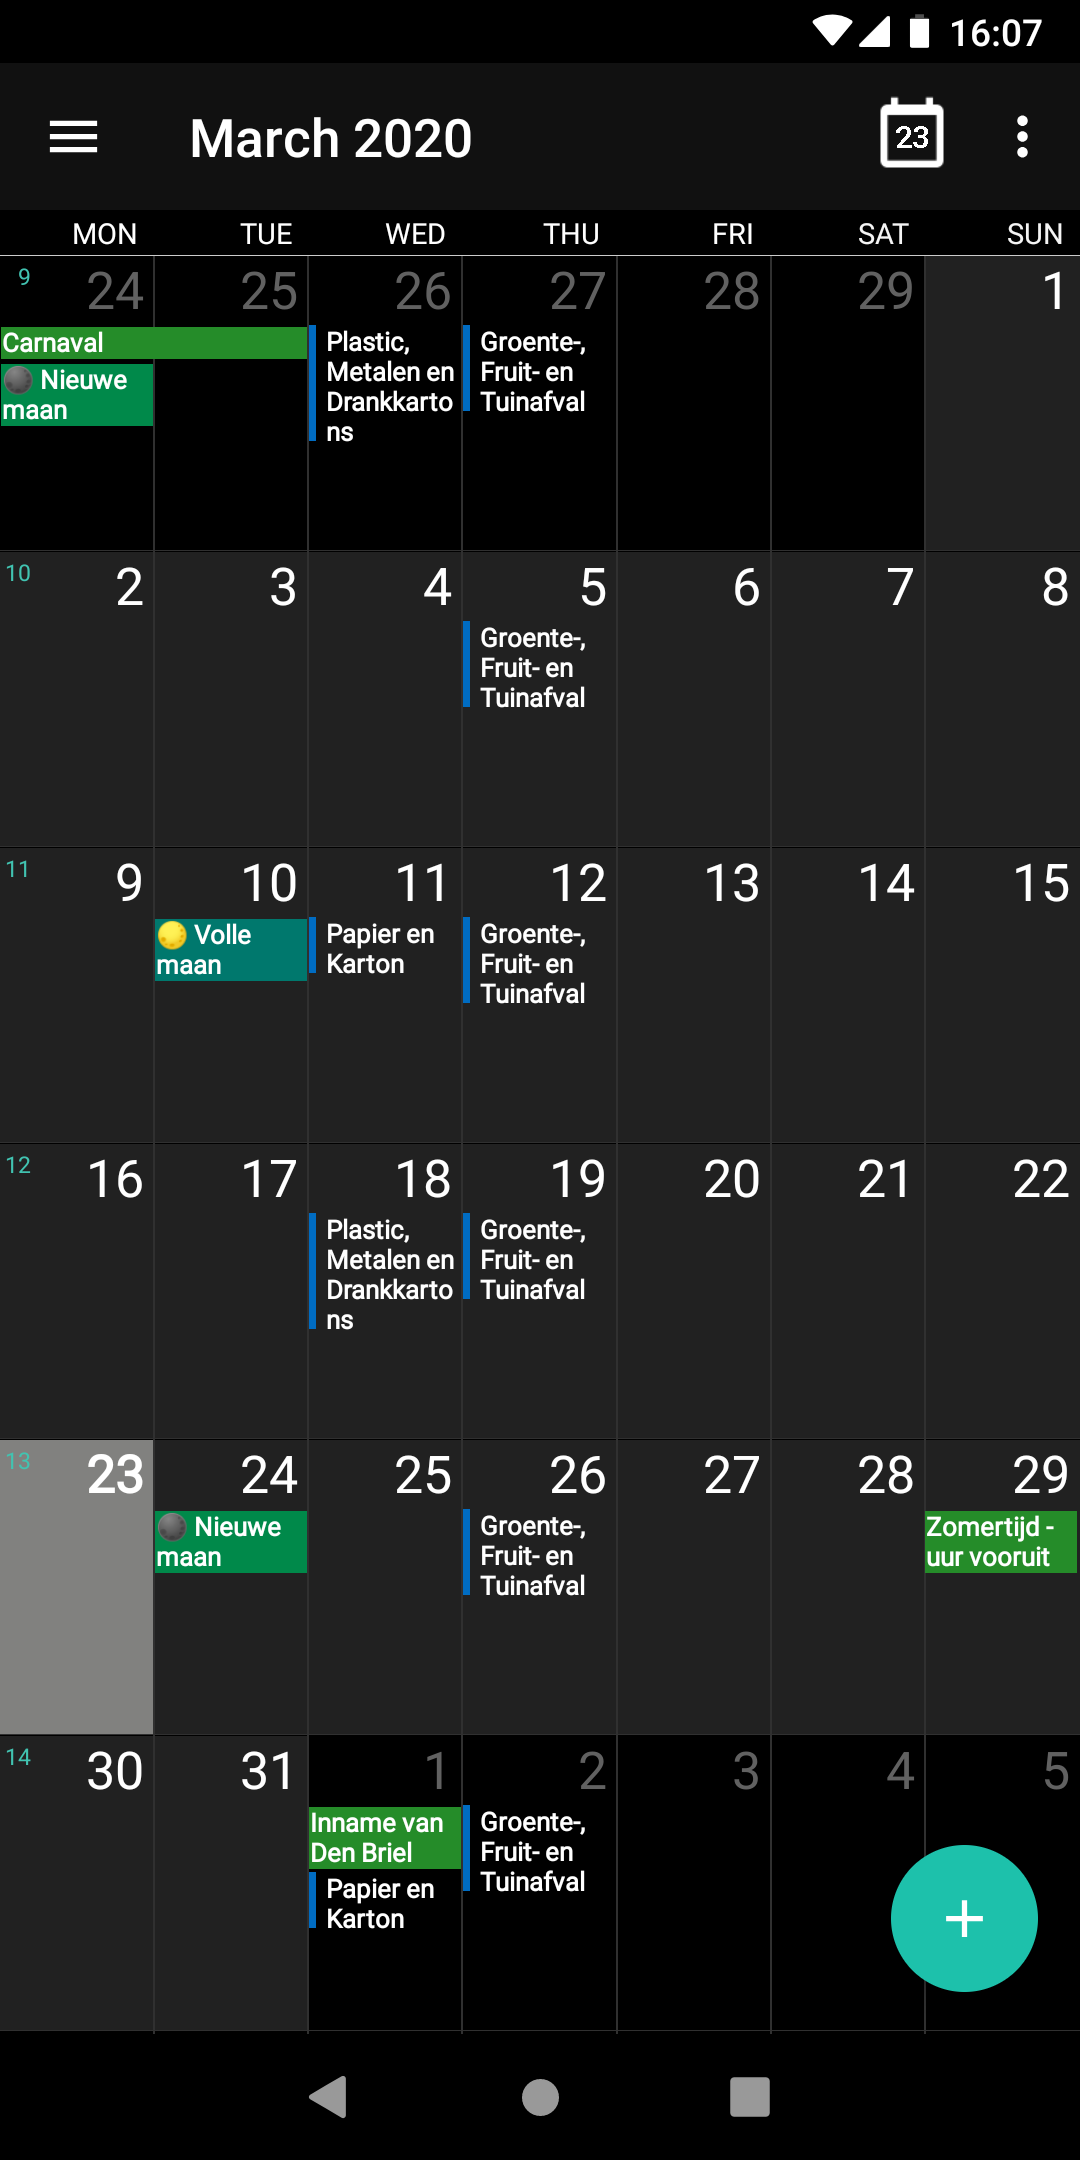 16:07
March 2020 23
MON TUE WED THU FRI SAT SUN
9 24 25 26 27 28 29 1
Carnaval
Nieuwe
maan
Plastic,
Metalen en
Drankkarto
ns
Groente-,
Fruit- en
Tuinafval
10 2 3 4 5 6 7 8
Groente-,
Fruit- en
Tuinafval
11 9 10 11 12 13 14 15
Volle
maan
Papier en
Karton
Groente-,
Fruit- en
Tuinafval
12 16 17 18 19 20 21 22
Plastic,
Metalen en
Drankkarto
ns
Groente-,
Fruit- en
Tuinafval
13 23 24 25 26 27 28 29
Nieuwe
maan
Groente-,
Fruit- en
Tuinafval
Zomertijd -
uur vooruit
14 30 31 1 2 3 4 5
Inname van
Den Briel
Papier en
Karton
Groente-,
Fruit- en
Tuinafval